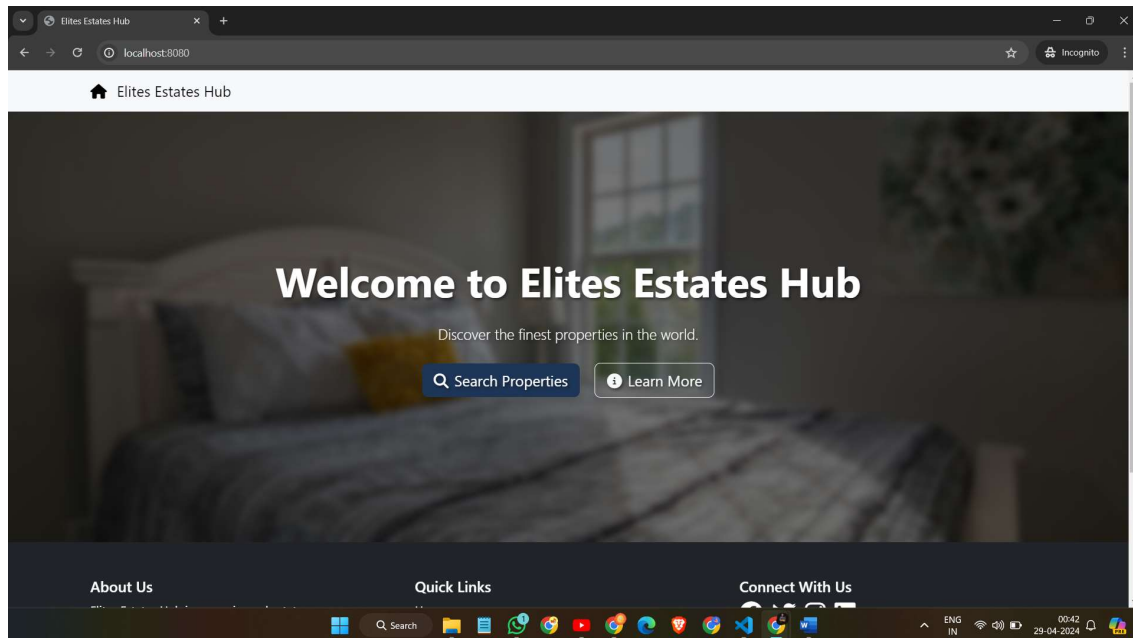 Elites Estates Hub
localhost:8080
Incognito
Elites Estates Hub
Welcome to Elites Estates Hub
Discover the finest properties in the world.
Search Properties
Learn More
About Us
Quick Links
Connect With Us
Search
ENG
IN
00:42
29-04-2024